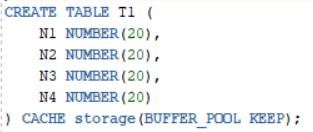 CREATE TABLE T1 (
N1 NUMBER(20),
N2 NUMBER(20),
N3 NUMBER(20),
N4 NUMBER(20)
) CACHE storage(BUFFER_POOL KEEP);